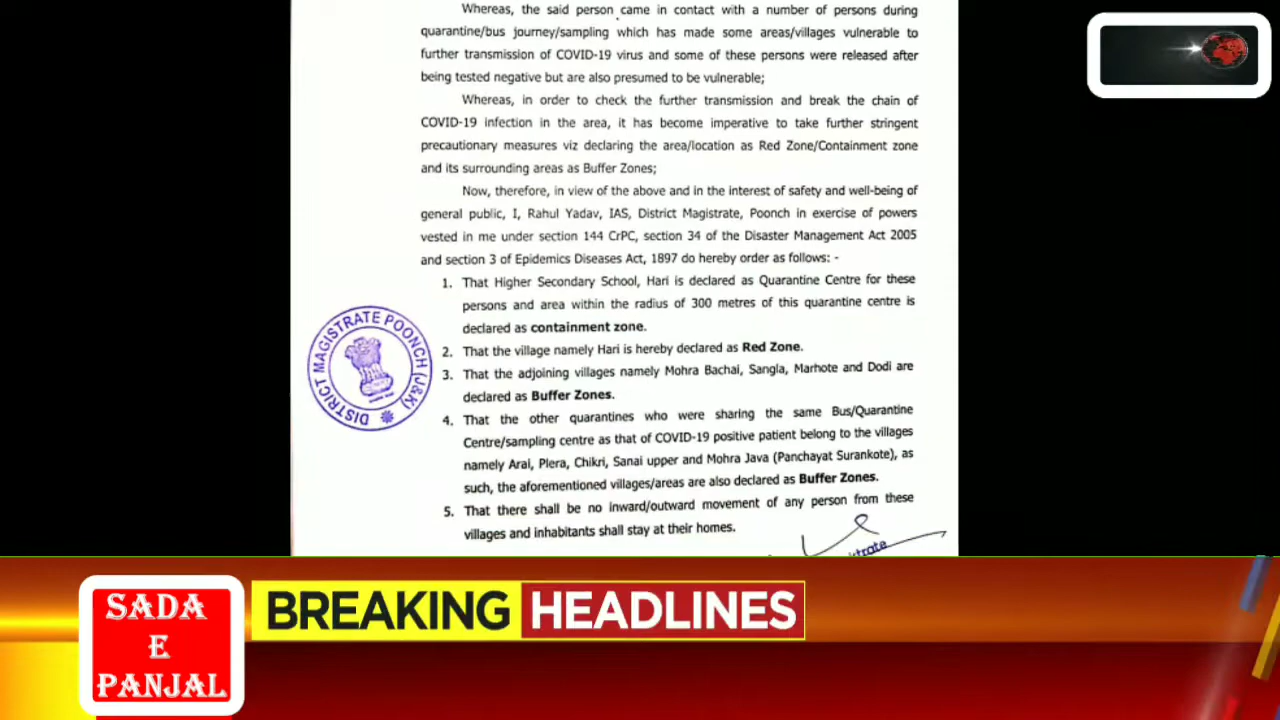 Whereas, the said person came in contact with a number of persons during
quarantine/bus journey/sampling which has made some areas/villages vulnerable to
further transmission of COVID-19 virus and some of these persons were released after
being tested negative but are also presumed to be vulnerable;
Whereas, in order to check the further transmission and break the chain of
COVID-19 infection in the area, it has become imperative to take further stringent
precautionary measures viz declaring the area/location as Red Zone/Containment zone
and its surrounding areas as Buffer Zones;
Now, therefore, in view of the above and in the interest of safety and well-being of
general public, I, Rahul Yadav, IAS, District Magistrate, Poonch in exercise of powers
vested in me under section 144 CrPC, section 34 of the Disaster Management Act 2005
and section 3 of Epidemics Diseases Act, 1897 do hereby order as follows: -
1. That Higher Secondary School, Hari is declared as Quarantine Centre for these
persons and area within the radius of 300 metres of this quarantine centre is
declared as containment zone.
2. That the village namely Hari is hereby declared as Red Zone.
3. That the adjoining villages namely Mohra Bachai, Sangla, Marhote and Dodi are
declared as Buffer Zones.
4. That the other quarantines who were sharing the same Bus/Quarantine
Centre/sampling centre as that of COVID-19 positive patient belong to the villages
namely Arai, Plera, Chikri, Sanai upper and Mohra Java (Panchayat Surankote), as
such, the aforementioned villages/areas are also declared as Buffer Zones.
5. That there shall be no inward/outward movement of any person from these
villages and inhabitants shall stay at their homes.
DISTRICT MAGISTRATE POONCH (J&K)
SADA
E
PANJAL
BREAKING HEADLINES